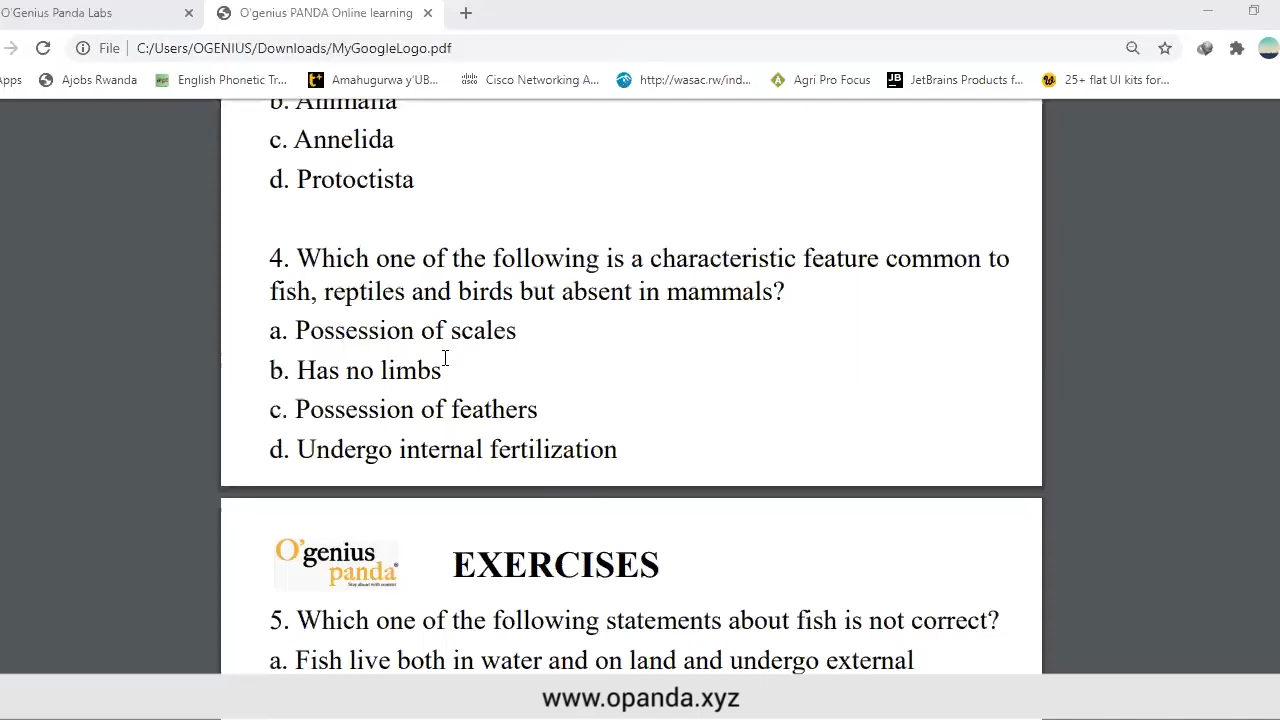 O'Genius Panda Labs
O'genius PANDA Online learning
File
C:/Users/OGENIUS/Downloads/MyGoogleLogo.pdf
Apps
Ajobs Rwanda
English Phonetic Tr...
Amahugurwa y'UB...
Cisco Networking A...
http://wasac.rw/ind...
Agri Pro Focus
JetBrains Products f...
25+ flat UI kits for...
b. Animalia
c. Annelida
d. Protoctista
4. Which one of the following is a characteristic feature common to
fish, reptiles and birds but absent in mammals?
a. Possession of scales
b. Has no limbs
c. Possession of feathers
d. Undergo internal fertilization
O'genius
panda
EXERCISES
5. Which one of the following statements about fish is not correct?
a. Fish live both in water and on land and undergo external
www.opanda.xyz